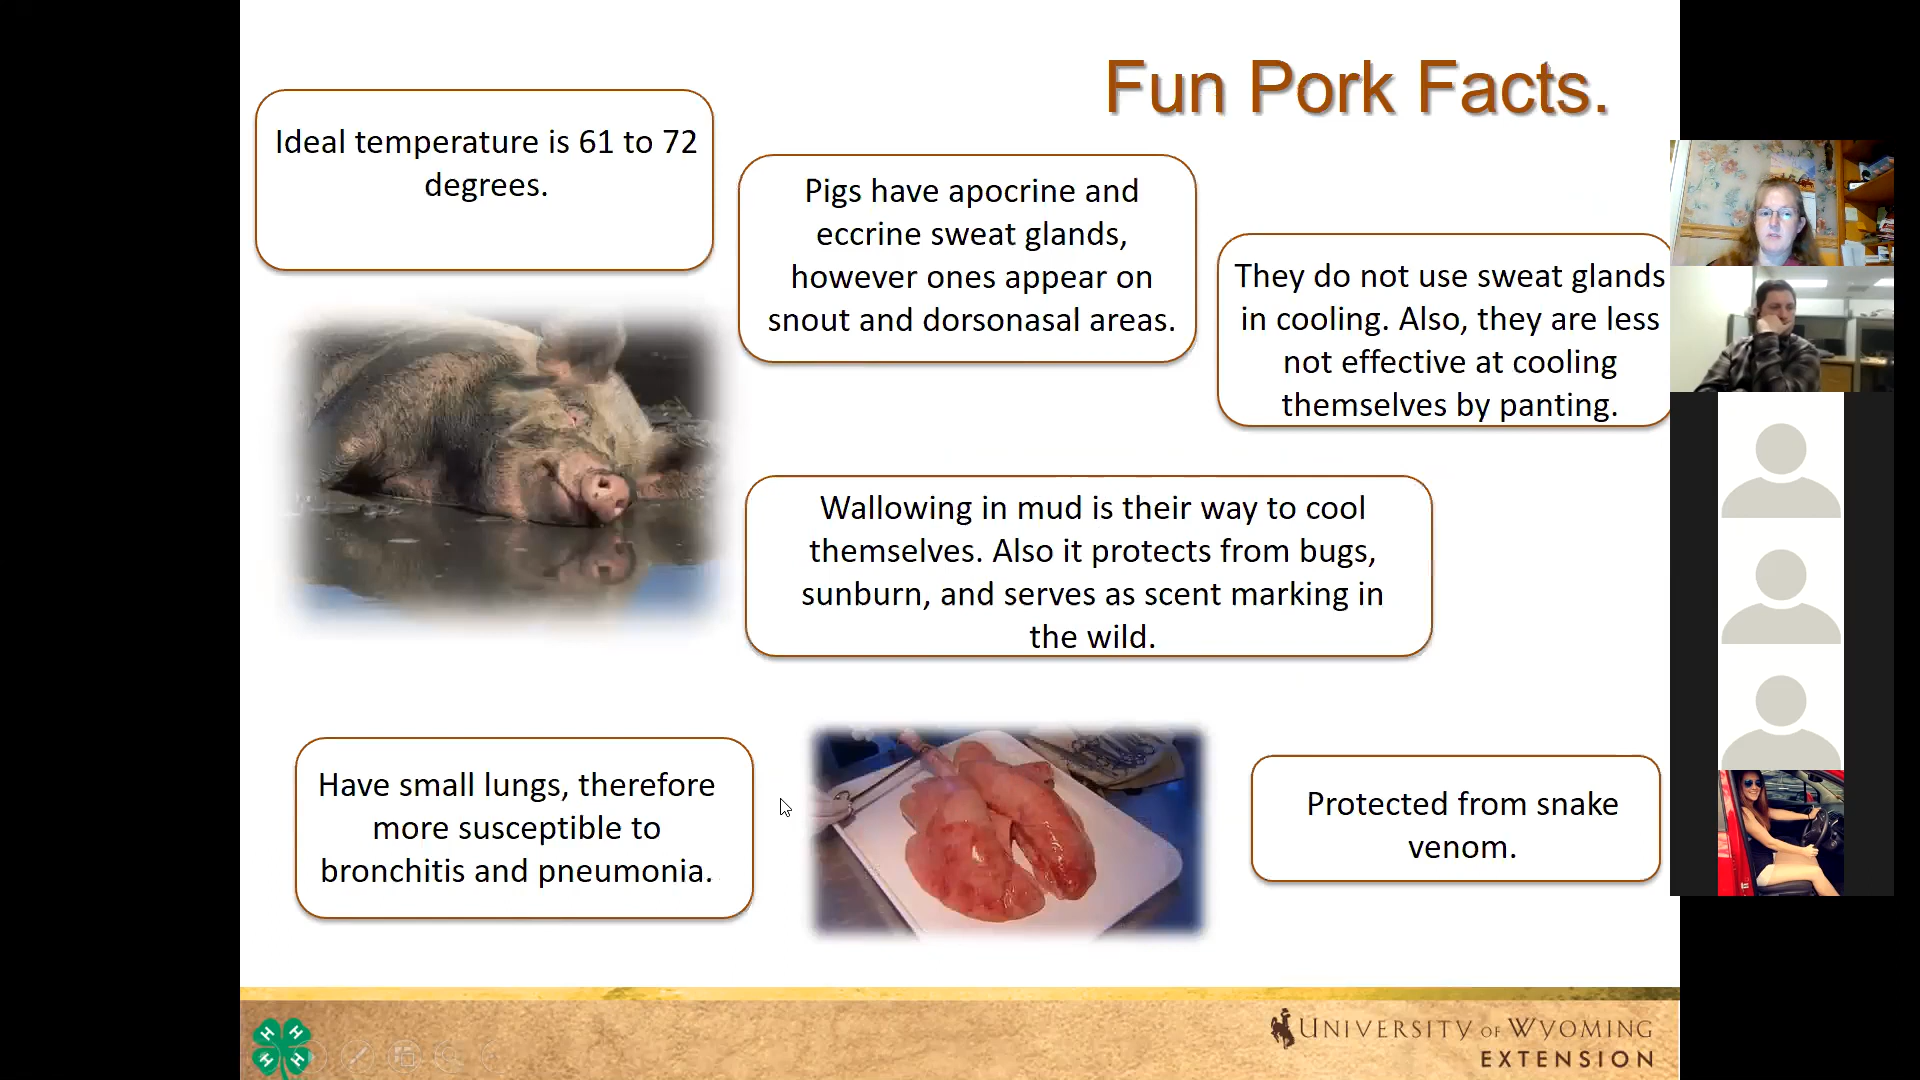 Fun Pork Facts.
Ideal temperature is 61 to 72
degrees.
Pigs have apocrine and
eccrine sweat glands,
however ones appear on
snout and dorsonasal areas.
They do not use sweat glands
in cooling. Also, they are less
not effective at cooling
themselves by panting.
Wallowing in mud is their way to cool
themselves. Also it protects from bugs,
sunburn, and serves as scent marking in
the wild.
Have small lungs, therefore
more susceptible to
bronchitis and pneumonia.
Protected from snake
venom.
H H
H H
UNIVERSITY OF WYOMING
EXTENSION